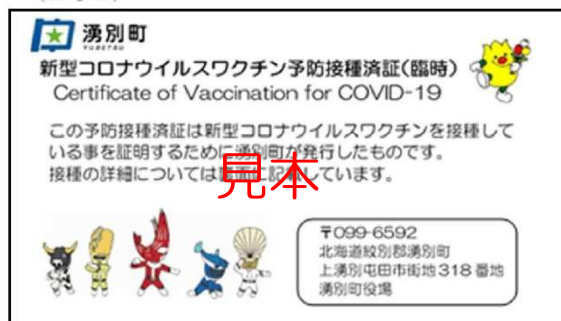 湧別町
YUBETSU
新型コロナウイルスワクチン予防接種済証(臨時)
Certificate of Vaccination for COVID-19
この予防接種済証は新型コロナウイルスワクチンを接種して
いる事を証明するために湧別町が発行したものです。
接種の詳細については裏面に記載しています。
見本
〒099-6592
北海道紋別郡湧別町
上湧別屯田市街地318番地
湧別町役場